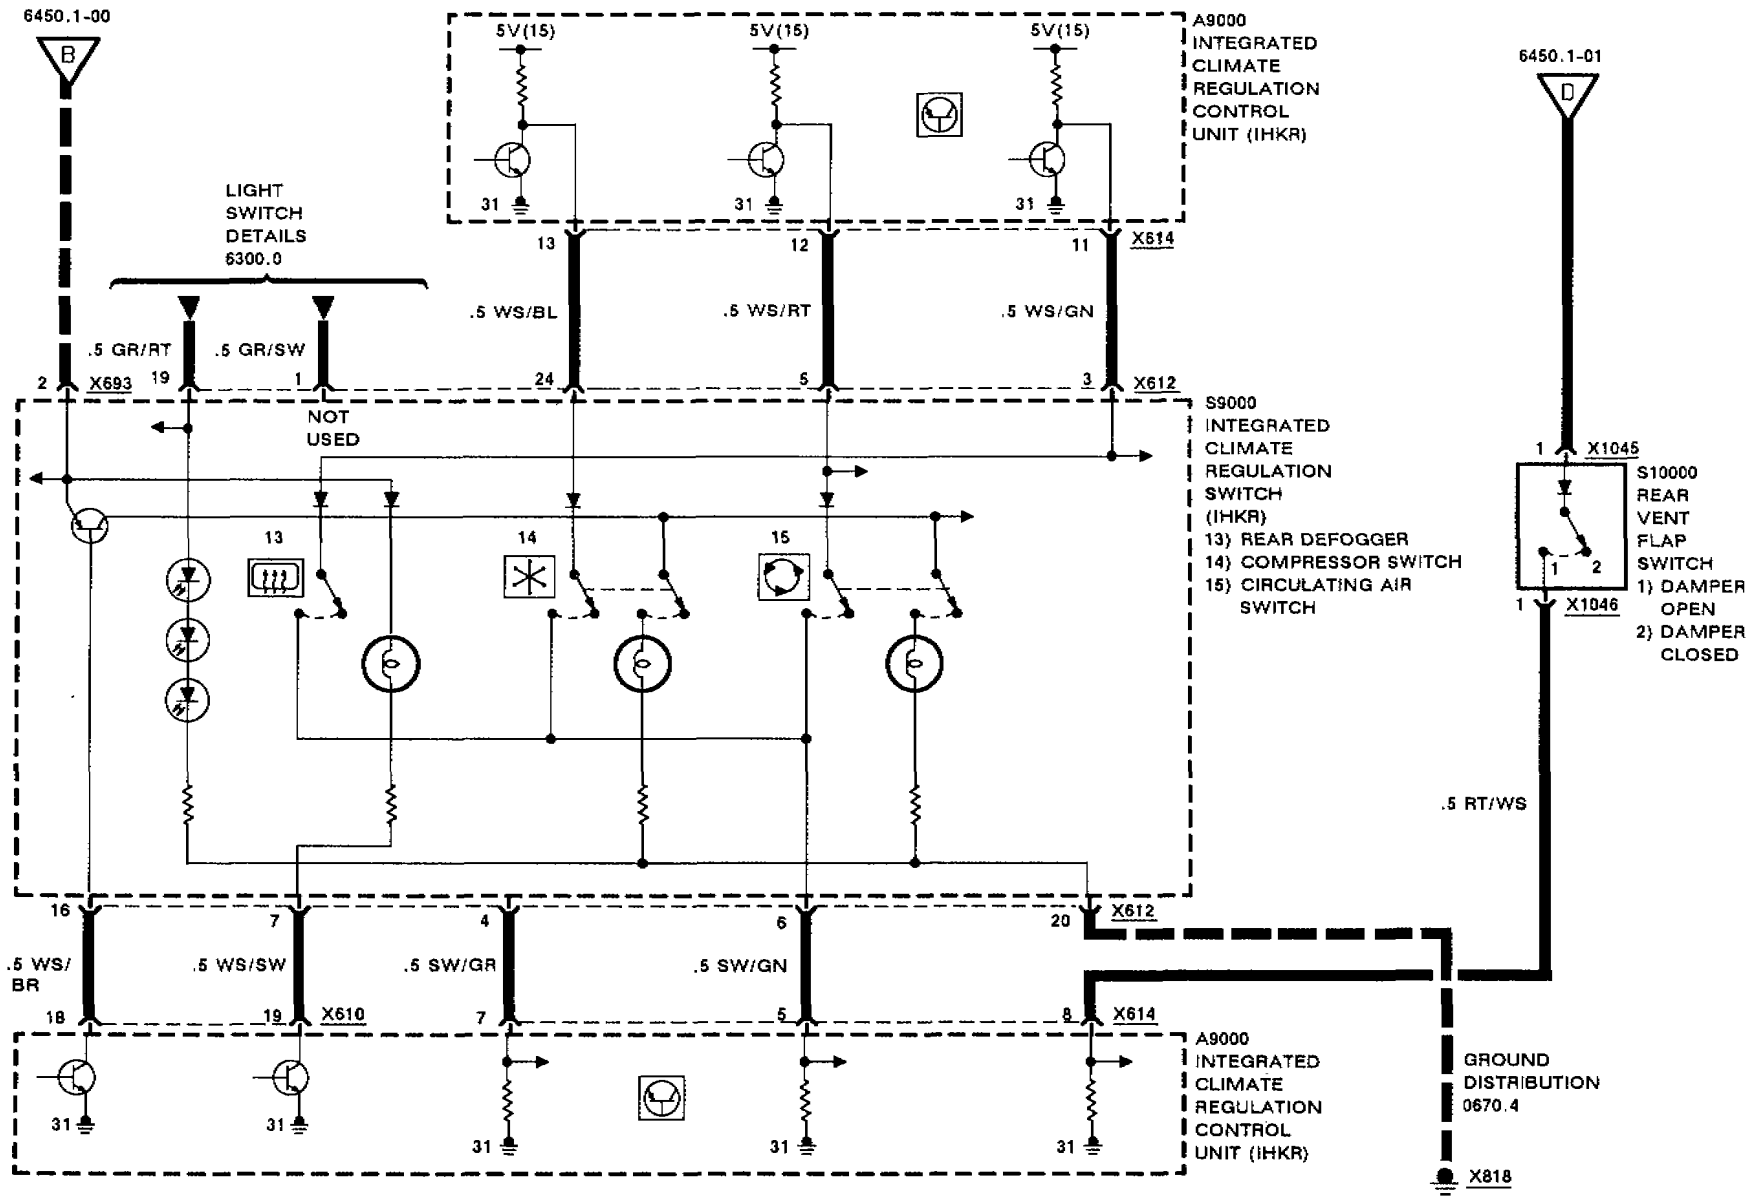 6450.1-00
B
5V(15)
5V(15)
5V(15)
A9000
INTEGRATED
CLIMATE
REGULATION
CONTROL
UNIT (IHKR)
6450.1-01
D
31
31
31
LIGHT
SWITCH
DETAILS
6300.0
13
12
11
X614
.5 WS/BL
.5 WS/RT
.5 WS/GN
.5 GR/RT
.5 GR/SW
2
X693
19
1
24
5
3
X612
NOT
USED
S9000
INTEGRATED
CLIMATE
REGULATION
SWITCH
(IHKR)
13) REAR DEFOGGER
14) COMPRESSOR SWITCH
15) CIRCULATING AIR
SWITCH
13
14
15
1
X1045
S10000
REAR
VENT
FLAP
SWITCH
1) DAMPER
OPEN
2) DAMPER
CLOSED
1
2
1
X1046
.5 RT/WS
16
7
4
6
20
X612
.5 WS/
BR
.5 WS/SW
.5 SW/GR
.5 SW/GN
18
19
X610
7
5
8
X614
A9000
INTEGRATED
CLIMATE
REGULATION
CONTROL
UNIT (IHKR)
31
31
31
31
31
GROUND
DISTRIBUTION
0670.4
X818